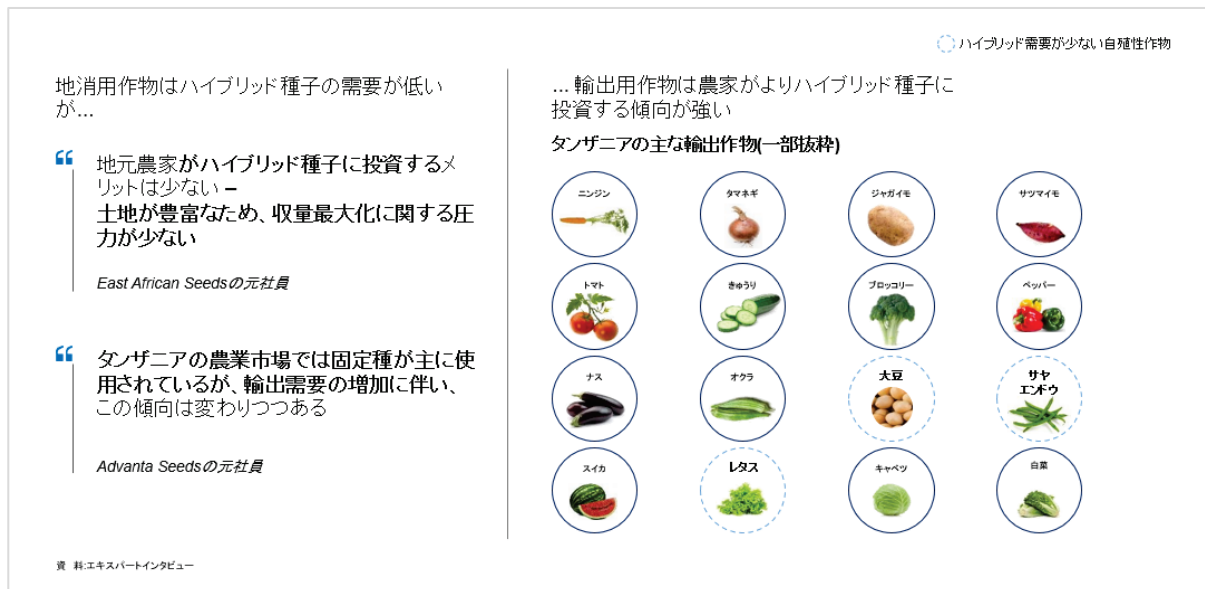 ハイブリッド需要が少ない自殖性作物
地消用作物はハイブリッド種子の需要が低い
が...
“
地元農家がハイブリッド種子に投資するメ
リットは少ない –
土地が豊富なため、収量最大化に関する圧
力が少ない
East African Seedsの元社員
“
タンザニアの農業市場では固定種が主に使
用されているが、輸出需要の増加に伴い、
この傾向は変わりつつある
Advanta Seedsの元社員
... 輸出用作物は農家がよりハイブリッド種子に
投資する傾向が強い
タンザニアの主な輸出作物(一部抜粋)
ニンジン
タマネギ
ジャガイモ
サツマイモ
トマト
きゅうり
ブロッコリー
ペッパー
ナス
オクラ
大豆
サヤ
エンドウ
スイカ
レタス
キャベツ
白菜
資 料:エキスパートインタビュー